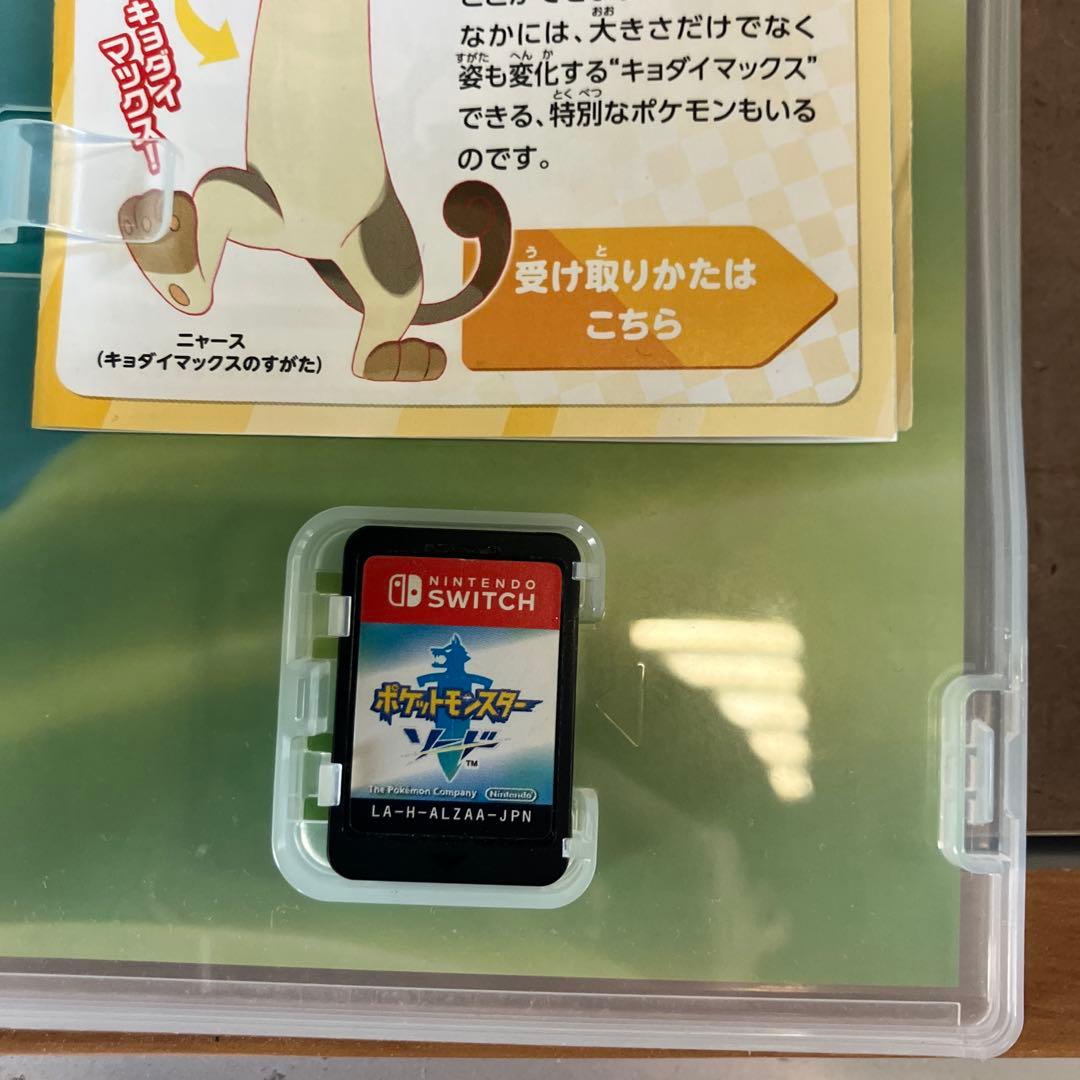 キョダイ
マックス!
なかには、大きさだけでなく
姿も変化する“キョダイマックス”
できる、特別なポケモンもいる
のです。
受け取りかたは
こちら
ニャース
(キョダイマックスのすがた)
NINTENDO
SWITCH
ポケットモンスター
ソード
TM
The Pokémon Company Nintendo
LA-H-ALZAA-JPN